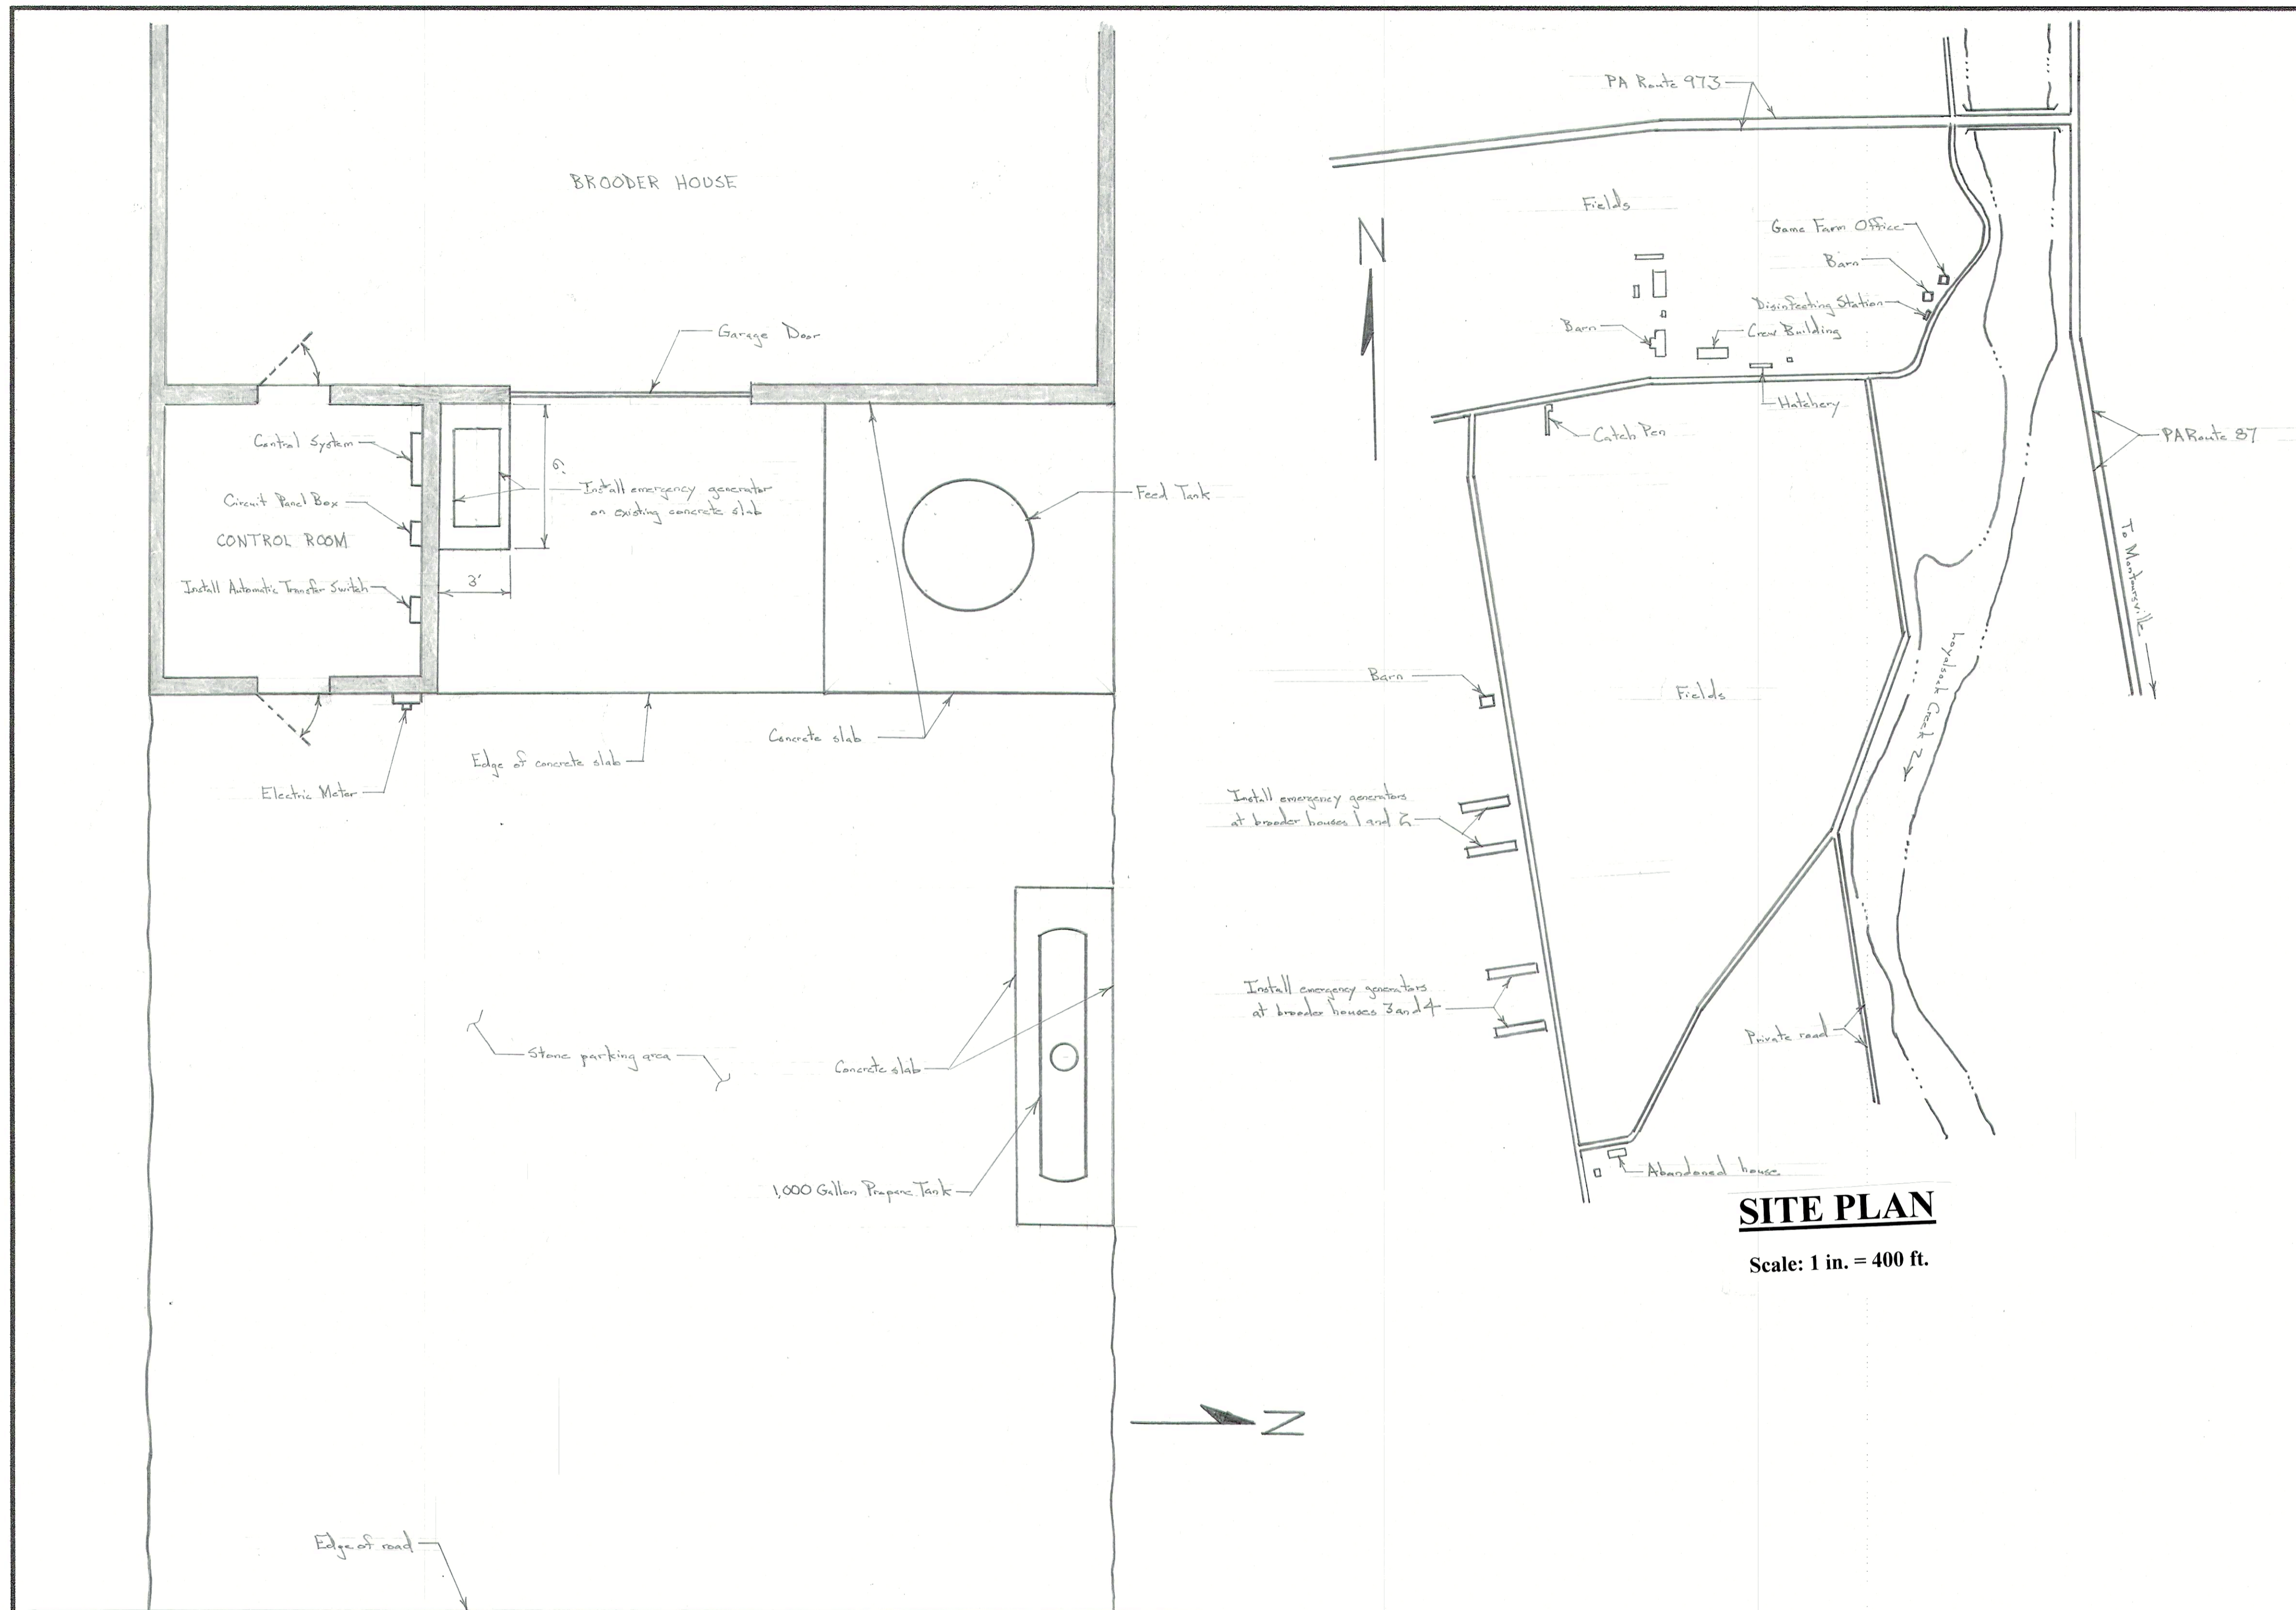 BROODER HOUSE
Garage Door
Control System
Circuit Panel Box
CONTROL ROOM
Install Automatic Transfer Switch
6'
3'
Install emergency generator
on existing concrete slab
Feed Tank
Concrete slab
Edge of concrete slab
Electric Meter
Stone parking area
Concrete slab
1,000 Gallon Propane Tank
Edge of road
N
PA Route 973
Fields
N
Game Farm Office
Barn
Disinfecting Station
Barn
Crew Building
Hatchery
Catch Pen
PA Route 87
To Montoursville
Loyalsock Creek
Barn
Fields
Install emergency generators
at brooder houses 1 and 2
Install emergency generators
at brooder houses 3 and 4
Private road
Abandoned house
SITE PLAN
Scale: 1 in. = 400 ft.